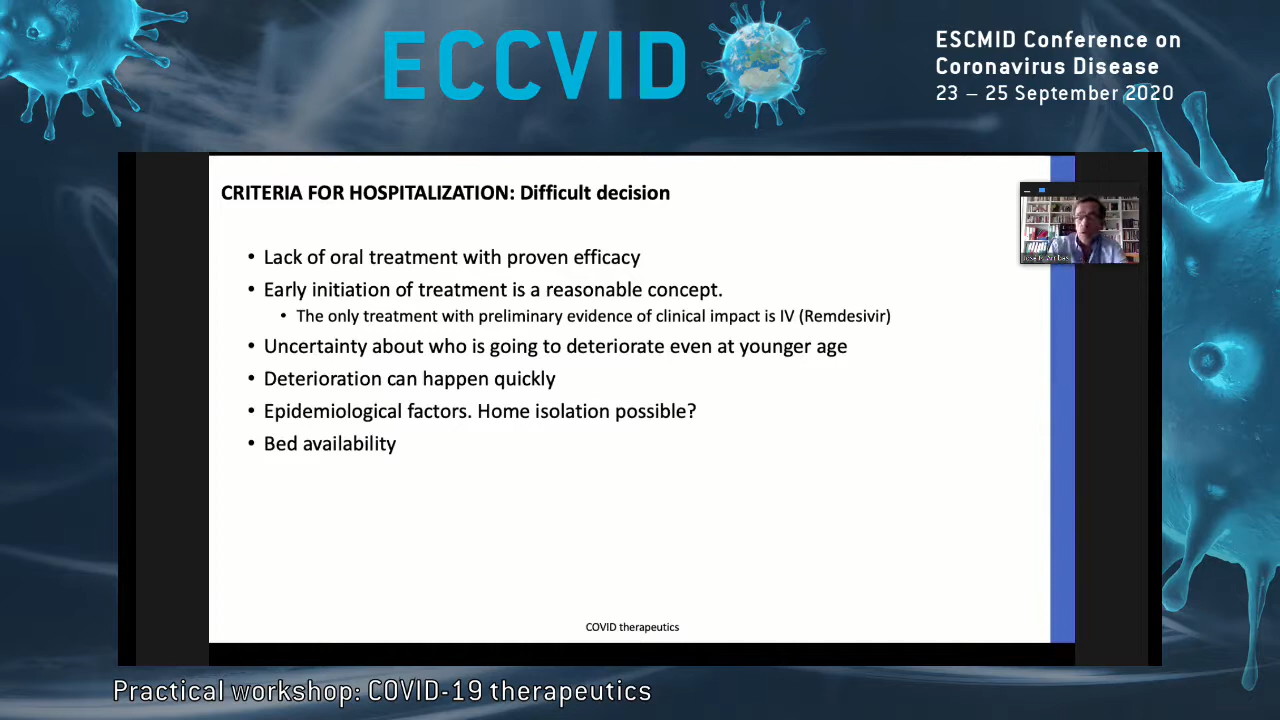 ECCVID
ESCMID Conference on
Coronavirus Disease
23 – 25 September 2020
CRITERIA FOR HOSPITALIZATION: Difficult decision
• Lack of oral treatment with proven efficacy
• Early initiation of treatment is a reasonable concept.
• The only treatment with preliminary evidence of clinical impact is IV (Remdesivir)
• Uncertainty about who is going to deteriorate even at younger age
• Deterioration can happen quickly
• Epidemiological factors. Home isolation possible?
• Bed availability
COVID therapeutics
Practical workshop: COVID-19 therapeutics